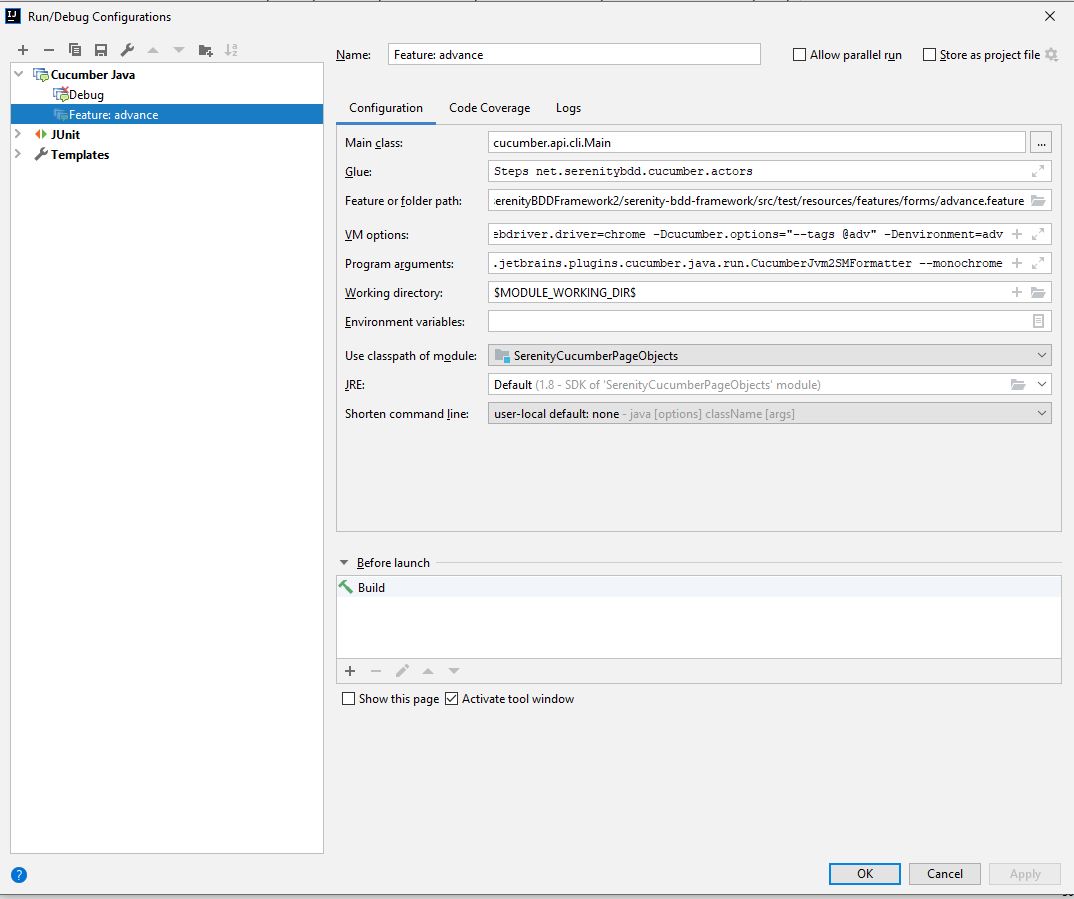 Run/Debug Configurations
Name: Feature: advance
Allow parallel run
Store as project file
Cucumber Java
Debug
Feature: advance
JUnit
Templates
Configuration Code Coverage Logs
Main class: cucumber.api.cli.Main ...
Glue: Steps net.serenitybdd.cucumber.actors
Feature or folder path: erenityBDDFramework2/serenity-bdd-framework/src/test/resources/features/forms/advance.feature
VM options: ebdriver.driver=chrome -Dcucumber.options="--tags @adv" -Denvironment=adv
Program arguments: .jetbrains.plugins.cucumber.java.run.CucumberJvm2SMFormatter --monochrome
Working directory: $MODULE_WORKING_DIR$
Environment variables:
Use classpath of module: SerenityCucumberPageObjects
JRE: Default (1.8 - SDK of 'SerenityCucumberPageObjects' module)
Shorten command line: user-local default: none - java [options] className [args]
Before launch
Build
Show this page Activate tool window
? OK Cancel Apply